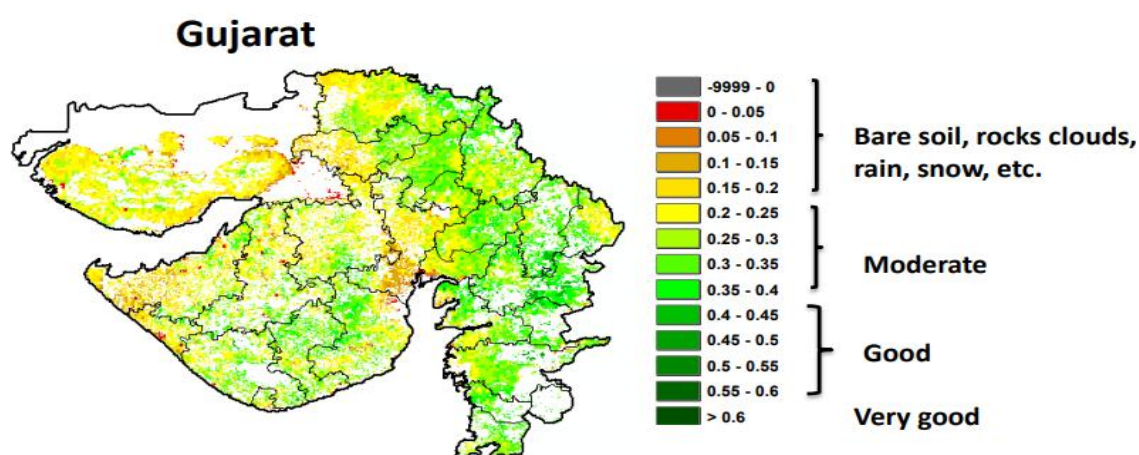 Gujarat
-9999 - 0
0 - 0.05
0.05 - 0.1
0.1 - 0.15
0.15 - 0.2
0.2 - 0.25
0.25 - 0.3
0.3 - 0.35
0.35 - 0.4
0.4 - 0.45
0.45 - 0.5
0.5 - 0.55
0.55 - 0.6
> 0.6
Bare soil, rocks clouds,
rain, snow, etc.
Moderate
Good
Very good